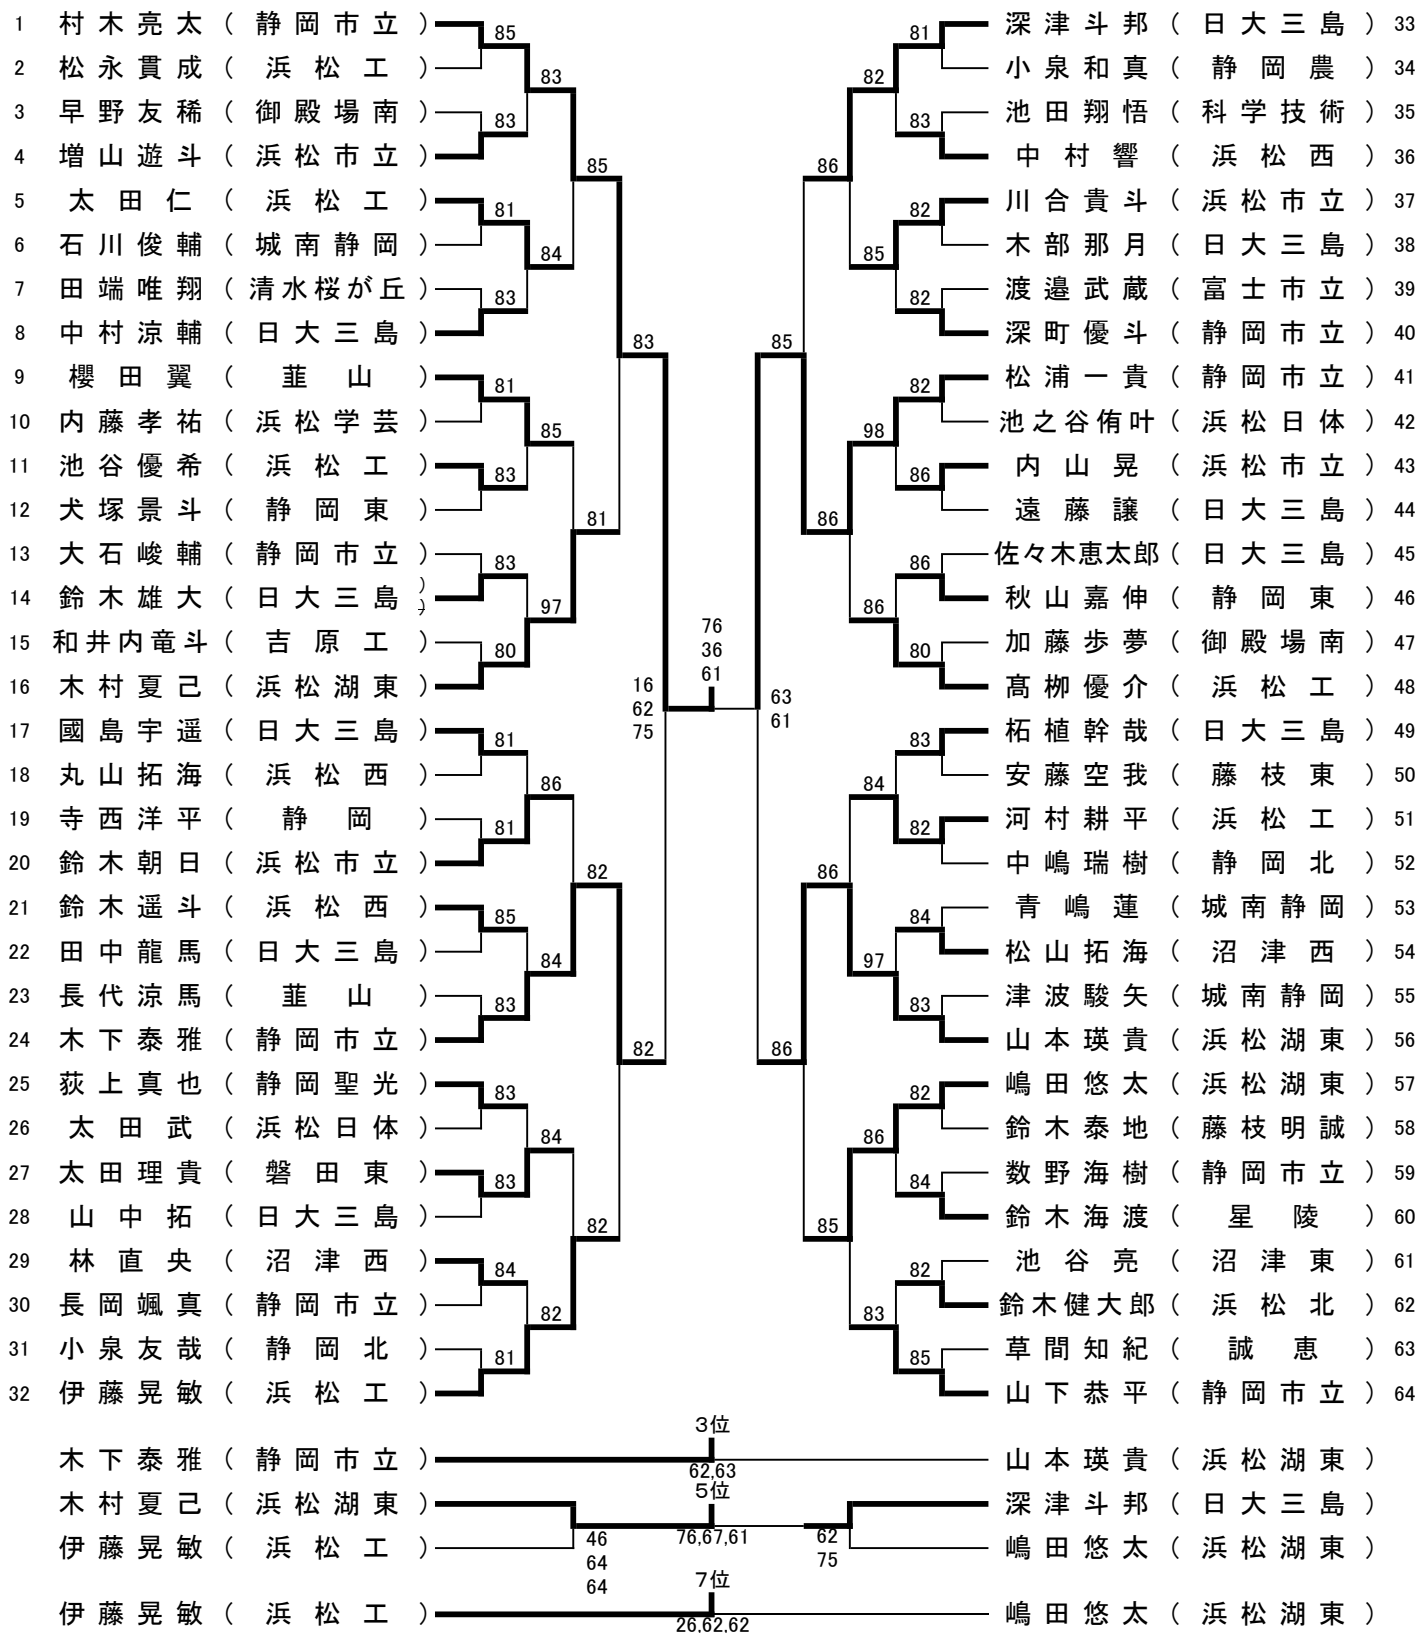 1 村木亮太 （ 静岡市立 ） 85 81 深津斗邦 （ 日大三島 ） 33
2 松永貫成 （ 浜松工 ） 83 82 小泉和真 （ 静岡農 ） 34
3 早野友稀 （ 御殿場南 ） 83 83 池田翔悟 （ 科学技術 ） 35
4 増山遊斗 （ 浜松市立 ） 85 86 中村響 （ 浜松西 ） 36
5 太田仁 （ 浜松工 ） 81 82 川合貴斗 （ 浜松市立 ） 37
6 石川俊輔 （ 城南静岡 ） 84 85 木部那月 （ 日大三島 ） 38
7 田端唯翔 （ 清水桜が丘 ） 83 82 渡邉武蔵 （ 富士市立 ） 39
8 中村涼輔 （ 日大三島 ） 83 85 深町優斗 （ 静岡市立 ） 40
9 櫻田翼 （ 韮山 ） 81 82 松浦一貴 （ 静岡市立 ） 41
10 内藤孝祐 （ 浜松学芸 ） 85 98 池之谷侑叶 （ 浜松日体 ） 42
11 池谷優希 （ 浜松工 ） 83 86 内山晃 （ 浜松市立 ） 43
12 犬塚景斗 （ 静岡東 ） 81 86 遠藤譲 （ 日大三島 ） 44
13 大石峻輔 （ 静岡市立 ） 83 86 佐々木恵太郎 （ 日大三島 ） 45
14 鈴木雄大 （ 日大三島 ） 97 86 秋山嘉伸 （ 静岡東 ） 46
15 和井内竜斗 （ 吉原工 ） 80 76 36 61 80 加藤歩夢 （ 御殿場南 ） 47
16 木村夏己 （ 浜松湖東 ） 16 62 75 63 61 髙栁優介 （ 浜松工 ） 48
17 國島宇遥 （ 日大三島 ） 81 83 柘植幹哉 （ 日大三島 ） 49
18 丸山拓海 （ 浜松西 ） 86 84 安藤空我 （ 藤枝東 ） 50
19 寺西洋平 （ 静岡 ） 81 82 河村耕平 （ 浜松工 ） 51
20 鈴木朝日 （ 浜松市立 ） 82 86 中嶋瑞樹 （ 静岡北 ） 52
21 鈴木遥斗 （ 浜松西 ） 85 84 青嶋蓮 （ 城南静岡 ） 53
22 田中龍馬 （ 日大三島 ） 84 97 松山拓海 （ 沼津西 ） 54
23 長代涼馬 （ 韮山 ） 83 83 津波駿矢 （ 城南静岡 ） 55
24 木下泰雅 （ 静岡市立 ） 82 86 山本瑛貴 （ 浜松湖東 ） 56
25 荻上真也 （ 静岡聖光 ） 83 82 嶋田悠太 （ 浜松湖東 ） 57
26 太田武 （ 浜松日体 ） 84 86 鈴木泰地 （ 藤枝明誠 ） 58
27 太田理貴 （ 磐田東 ） 83 84 数野海樹 （ 静岡市立 ） 59
28 山中拓 （ 日大三島 ） 82 85 鈴木海渡 （ 星陵 ） 60
29 林直央 （ 沼津西 ） 84 82 池谷亮 （ 沼津東 ） 61
30 長岡颯真 （ 静岡市立 ） 82 83 鈴木健大郎 （ 浜松北 ） 62
31 小泉友哉 （ 静岡北 ） 81 85 草間知紀 （ 誠恵 ） 63
32 伊藤晃敏 （ 浜松工 ） 山下恭平 （ 静岡市立 ） 64
3位
木下泰雅 （ 静岡市立 ） 62,63 山本瑛貴 （ 浜松湖東 ）
5位
木村夏己 （ 浜松湖東 ） 深津斗邦 （ 日大三島 ）
46 64 64 76,67,61 62 75
伊藤晃敏 （ 浜松工 ） 嶋田悠太 （ 浜松湖東 ）
7位
伊藤晃敏 （ 浜松工 ） 26,62,62 嶋田悠太 （ 浜松湖東 ）